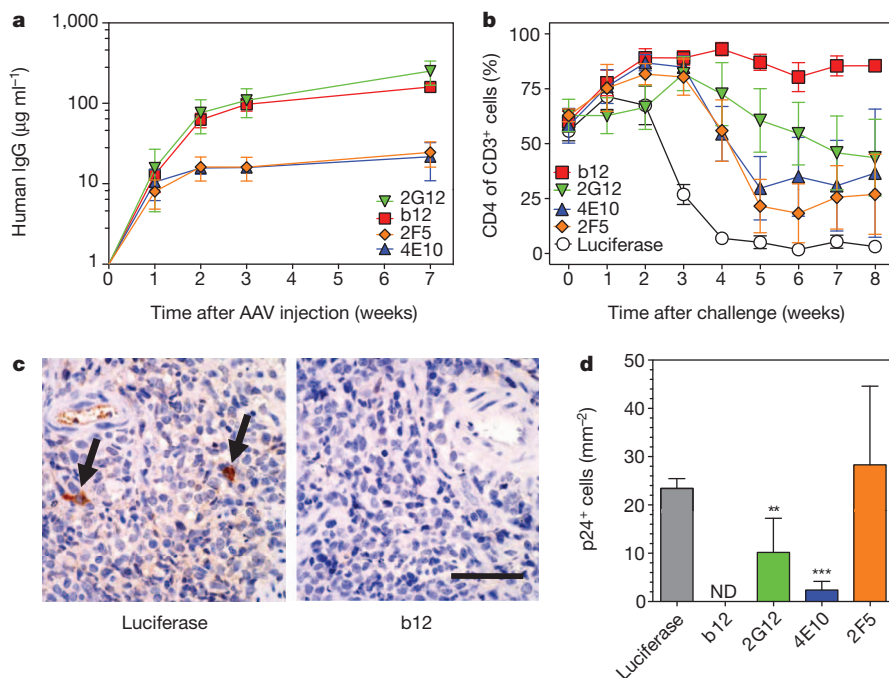 a
Human IgG (μg ml⁻¹)
1,000
100
10
1
0 1 2 3 4 5 6 7
Time after AAV injection (weeks)
2G12
b12
2F5
4E10
b
CD4 of CD3⁺ cells (%)
100
75
50
25
0
0 1 2 3 4 5 6 7 8
Time after challenge (weeks)
b12
2G12
4E10
2F5
Luciferase
c
Luciferase
b12
d
p24⁺ cells (mm⁻²)
50
40
30
20
10
0
ND
**
***
Luciferase
b12
2G12
4E10
2F5